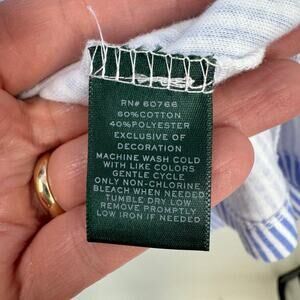 RN# 60766
60%COTTON
40%POLYESTER
EXCLUSIVE OF
DECORATION
MACHINE WASH COLD
WITH LIKE COLORS
GENTLE CYCLE
ONLY NON-CHLORINE
BLEACH WHEN NEEDED
TUMBLE DRY LOW
REMOVE PROMPTLY
LOW IRON IF NEEDED